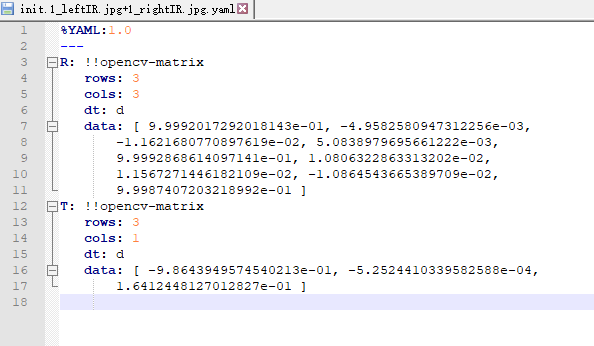 init.1_leftIR.jpg+1_rightIR.jpg.yaml
1 %YAML:1.0
2 ---
3 R: !!opencv-matrix
4 rows: 3
5 cols: 3
6 dt: d
7 data: [ 9.9992017292018143e-01, -4.9582580947312256e-03,
8 -1.1621680770897619e-02, 5.0838979695661222e-03,
9 9.9992868614097141e-01, 1.0806322863313202e-02,
10 1.1567271446182109e-02, -1.0864543665389709e-02,
11 9.9987407203218992e-01 ]
12 T: !!opencv-matrix
13 rows: 3
14 cols: 1
15 dt: d
16 data: [ -9.8643949574540213e-01, -5.2524410339582588e-04,
17 1.6412448127012827e-01 ]
18